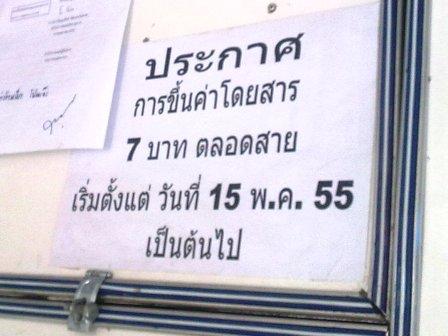 ประกาศ
การขึ้นค่าโดยสาร
7 บาท ตลอดสาย
เริ่มตั้งแต่ วันที่ 15 พ.ค. 55
เป็นต้นไป